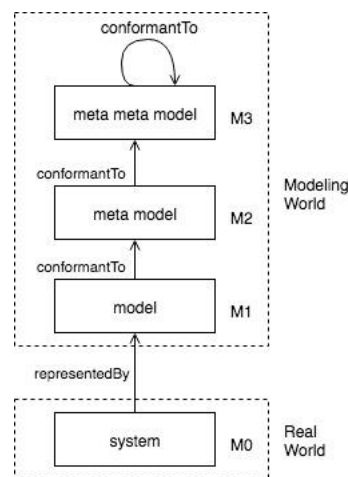 conformantTo
meta meta model M3
conformantTo
Modeling
World
meta model M2
conformantTo
model M1
representedBy
system M0
Real
World